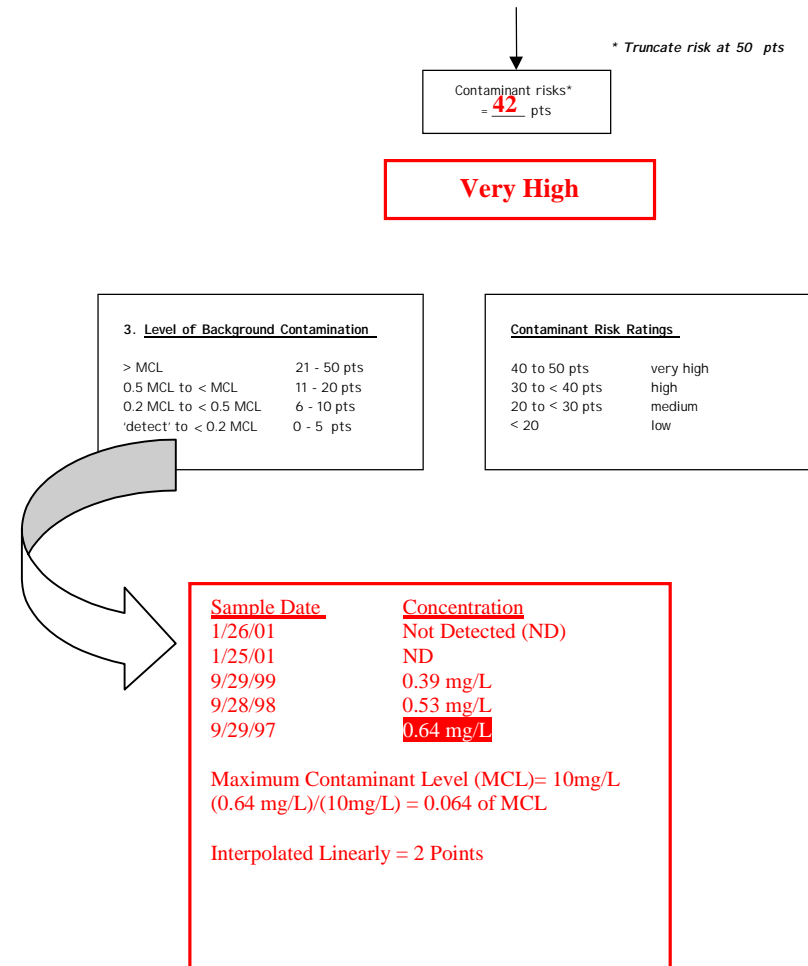 * Truncate risk at 50 pts
Contaminant risks*
= 42 pts
Very High
3. Level of Background Contamination
> MCL 21 - 50 pts
0.5 MCL to < MCL 11 - 20 pts
0.2 MCL to < 0.5 MCL 6 - 10 pts
'detect' to < 0.2 MCL 0 - 5 pts
Contaminant Risk Ratings
40 to 50 pts very high
30 to < 40 pts high
20 to < 30 pts medium
< 20 low
Sample Date Concentration
1/26/01 Not Detected (ND)
1/25/01 ND
9/29/99 0.39 mg/L
9/28/98 0.53 mg/L
9/29/97 0.64 mg/L
Maximum Contaminant Level (MCL)= 10mg/L
(0.64 mg/L)/(10mg/L) = 0.064 of MCL
Interpolated Linearly = 2 Points